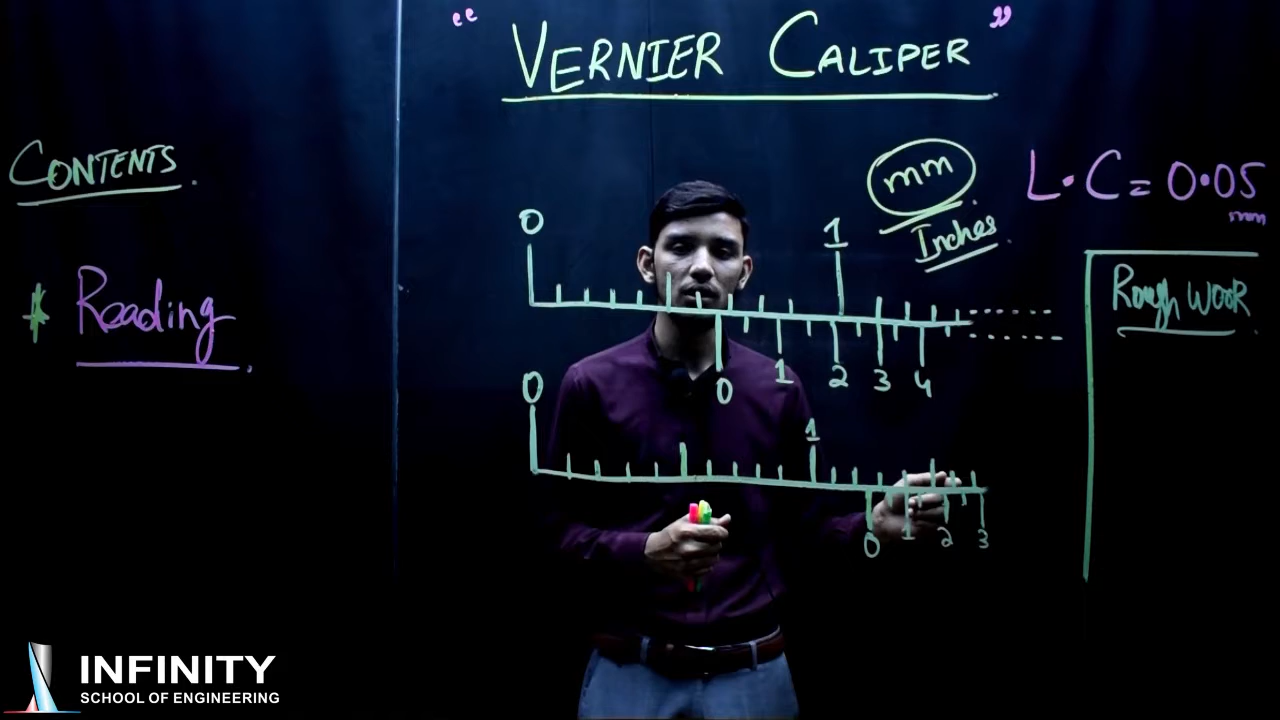 “ VERNIER CALIPER ”
CONTENTS.
* Reading.
mm
Inches.
L.C = 0.05
mm
Rough WOOR.
0 1
0 1 2 3 4
0 1
0 1 2 3
INFINITY
SCHOOL OF ENGINEERING